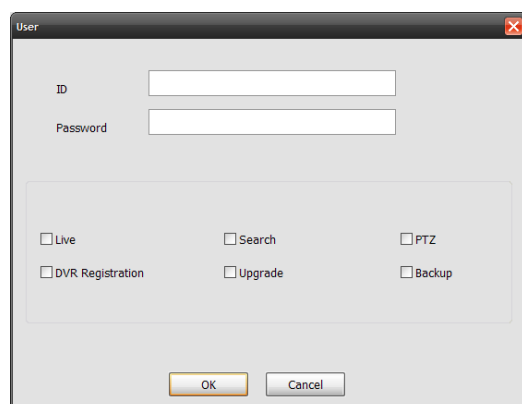 User
ID
Password
Live Search PTZ
DVR Registration Upgrade Backup
OK Cancel